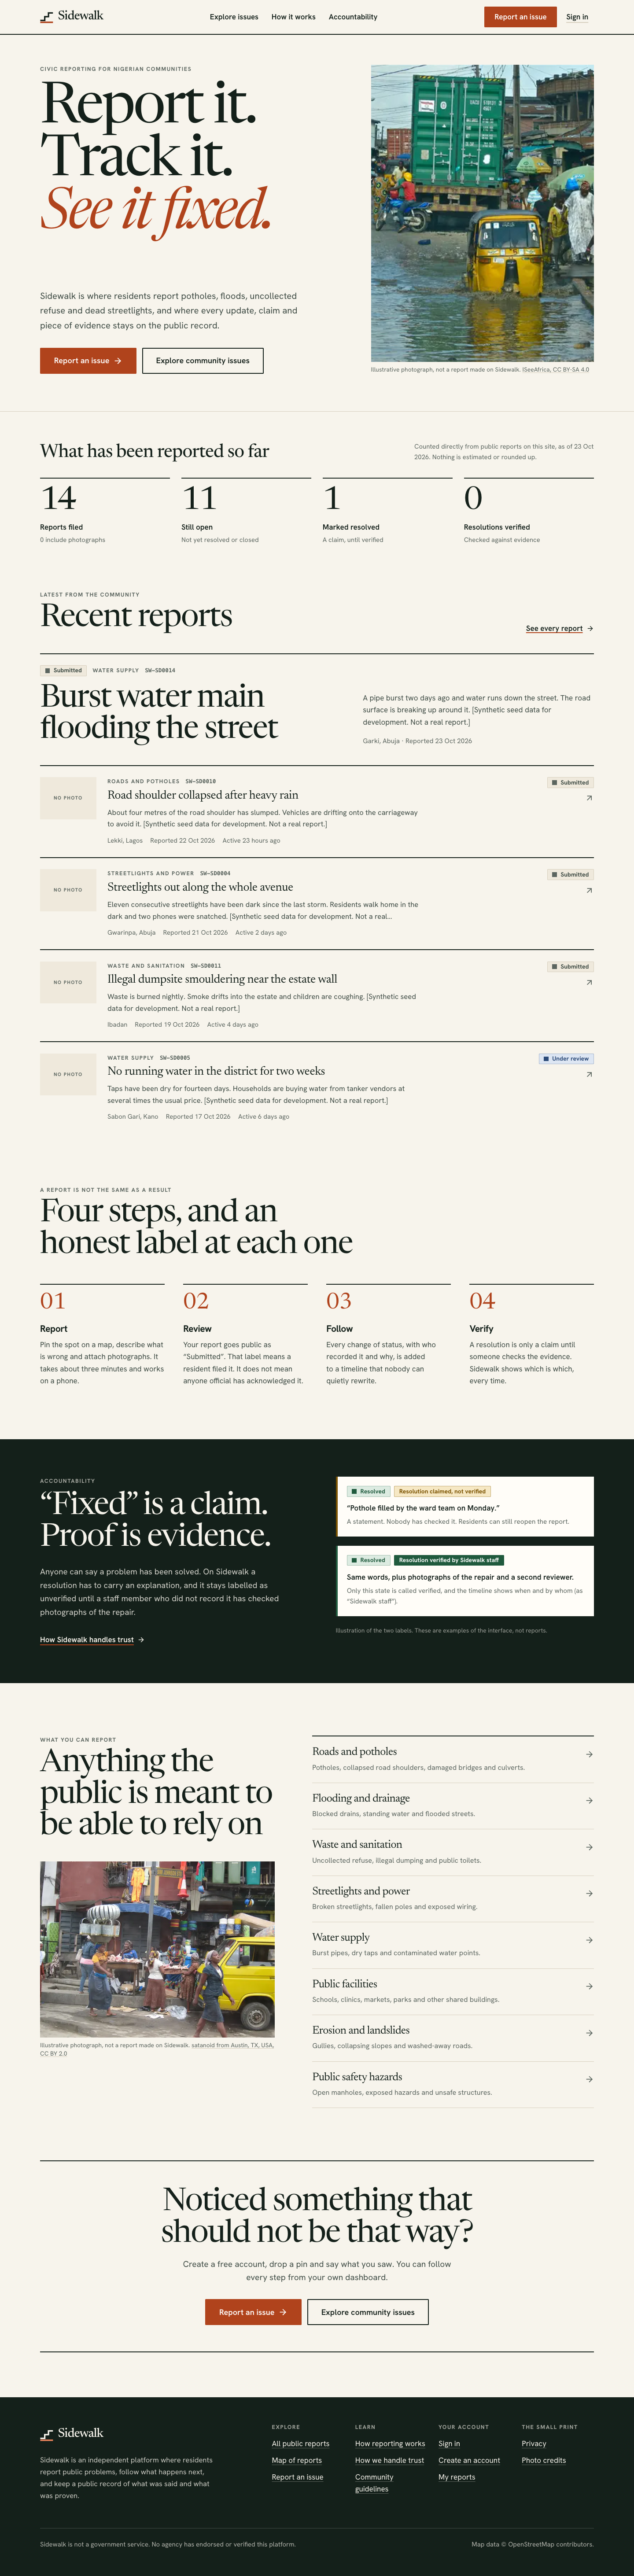 Sidewalk
Explore issues
How it works
Accountability
Report an issue
Sign in
CIVIC REPORTING FOR NIGERIAN COMMUNITIES
Report it.
Track it.
See it fixed.
Sidewalk is where residents report potholes, floods, uncollected
refuse and dead streetlights, and where every update, claim and
piece of evidence stays on the public record.
Report an issue
Explore community issues
Illustrative photograph, not a report made on Sidewalk. ISeeAfrica, CC BY-SA 4.0
What has been reported so far
Counted directly from public reports on this site, as of 23 Oct
2026. Nothing is estimated or rounded up.
14
Reports filed
0 include photographs
11
Still open
Not yet resolved or closed
1
Marked resolved
A claim, until verified
0
Resolutions verified
Checked against evidence
LATEST FROM THE COMMUNITY
Recent reports
See every report
Submitted WATER SUPPLY SW-SD0014
Burst water main
flooding the street
A pipe burst two days ago and water runs down the street. The road
surface is breaking up around it. [Synthetic seed data for
development. Not a real report.]
Garki, Abuja · Reported 23 Oct 2026
NO PHOTO
ROADS AND POTHOLES SW-SD0010
Road shoulder collapsed after heavy rain
About four metres of the road shoulder has slumped. Vehicles are drifting onto the carriageway
to avoid it. [Synthetic seed data for development. Not a real report.]
Lekki, Lagos Reported 22 Oct 2026 Active 23 hours ago
Submitted
NO PHOTO
STREETLIGHTS AND POWER SW-SD0004
Streetlights out along the whole avenue
Eleven consecutive streetlights have been dark since the last storm. Residents walk home in the
dark and two phones were snatched. [Synthetic seed data for development. Not a real…
Gwarinpa, Abuja Reported 21 Oct 2026 Active 2 days ago
Submitted
NO PHOTO
WASTE AND SANITATION SW-SD0011
Illegal dumpsite smouldering near the estate wall
Waste is burned nightly. Smoke drifts into the estate and children are coughing. [Synthetic seed
data for development. Not a real report.]
Ibadan Reported 19 Oct 2026 Active 4 days ago
Submitted
NO PHOTO
WATER SUPPLY SW-SD0005
No running water in the district for two weeks
Taps have been dry for fourteen days. Households are buying water from tanker vendors at
several times the usual price. [Synthetic seed data for development. Not a real report.]
Sabon Gari, Kano Reported 17 Oct 2026 Active 6 days ago
Under review
A REPORT IS NOT THE SAME AS A RESULT
Four steps, and an
honest label at each one
01
Report
Pin the spot on a map, describe what
is wrong and attach photographs. It
takes about three minutes and works
on a phone.
02
Review
Your report goes public as
“Submitted”. That label means a
resident filed it. It does not mean
anyone official has acknowledged it.
03
Follow
Every change of status, with who
recorded it and why, is added
to a timeline that nobody can
quietly rewrite.
04
Verify
A resolution is only a claim until
someone checks the evidence.
Sidewalk shows which is which,
every time.
ACCOUNTABILITY
“Fixed” is a claim.
Proof is evidence.
Anyone can say a problem has been solved. On Sidewalk a
resolution has to carry an explanation, and it stays labelled as
unverified until a staff member who did not record it has checked
photographs of the repair.
How Sidewalk handles trust
Resolved Resolution claimed, not verified
“Pothole filled by the ward team on Monday.”
A statement. Nobody has checked it. Residents can still reopen the report.
Resolved Resolution verified by Sidewalk staff
Same words, plus photographs of the repair and a second reviewer.
Only this state is called verified, and the timeline shows when and by whom (as
“Sidewalk staff”).
Illustration of the two labels. These are examples of the interface, not reports.
WHAT YOU CAN REPORT
Anything the
public is meant to
be able to rely on
Illustrative photograph, not a report made on Sidewalk. satanoid from Austin, TX, USA,
CC BY 2.0
Roads and potholes
Potholes, collapsed road shoulders, damaged bridges and culverts.
Flooding and drainage
Blocked drains, standing water and flooded streets.
Waste and sanitation
Uncollected refuse, illegal dumping and public toilets.
Streetlights and power
Broken streetlights, fallen poles and exposed wiring.
Water supply
Burst pipes, dry taps and contaminated water points.
Public facilities
Schools, clinics, markets, parks and other shared buildings.
Erosion and landslides
Gullies, collapsing slopes and washed-away roads.
Public safety hazards
Open manholes, exposed hazards and unsafe structures.
Noticed something that
should not be that way?
Create a free account, drop a pin and say what you saw. You can follow
every step from your own dashboard.
Report an issue
Explore community issues
Sidewalk
Sidewalk is an independent platform where residents
report public problems, follow what happens next,
and keep a public record of what was said and what
was proven.
EXPLORE
All public reports
Map of reports
Report an issue
LEARN
How reporting works
How we handle trust
Community
guidelines
YOUR ACCOUNT
Sign in
Create an account
My reports
THE SMALL PRINT
Privacy
Photo credits
Sidewalk is not a government service. No agency has endorsed or verified this platform.
Map data © OpenStreetMap contributors.